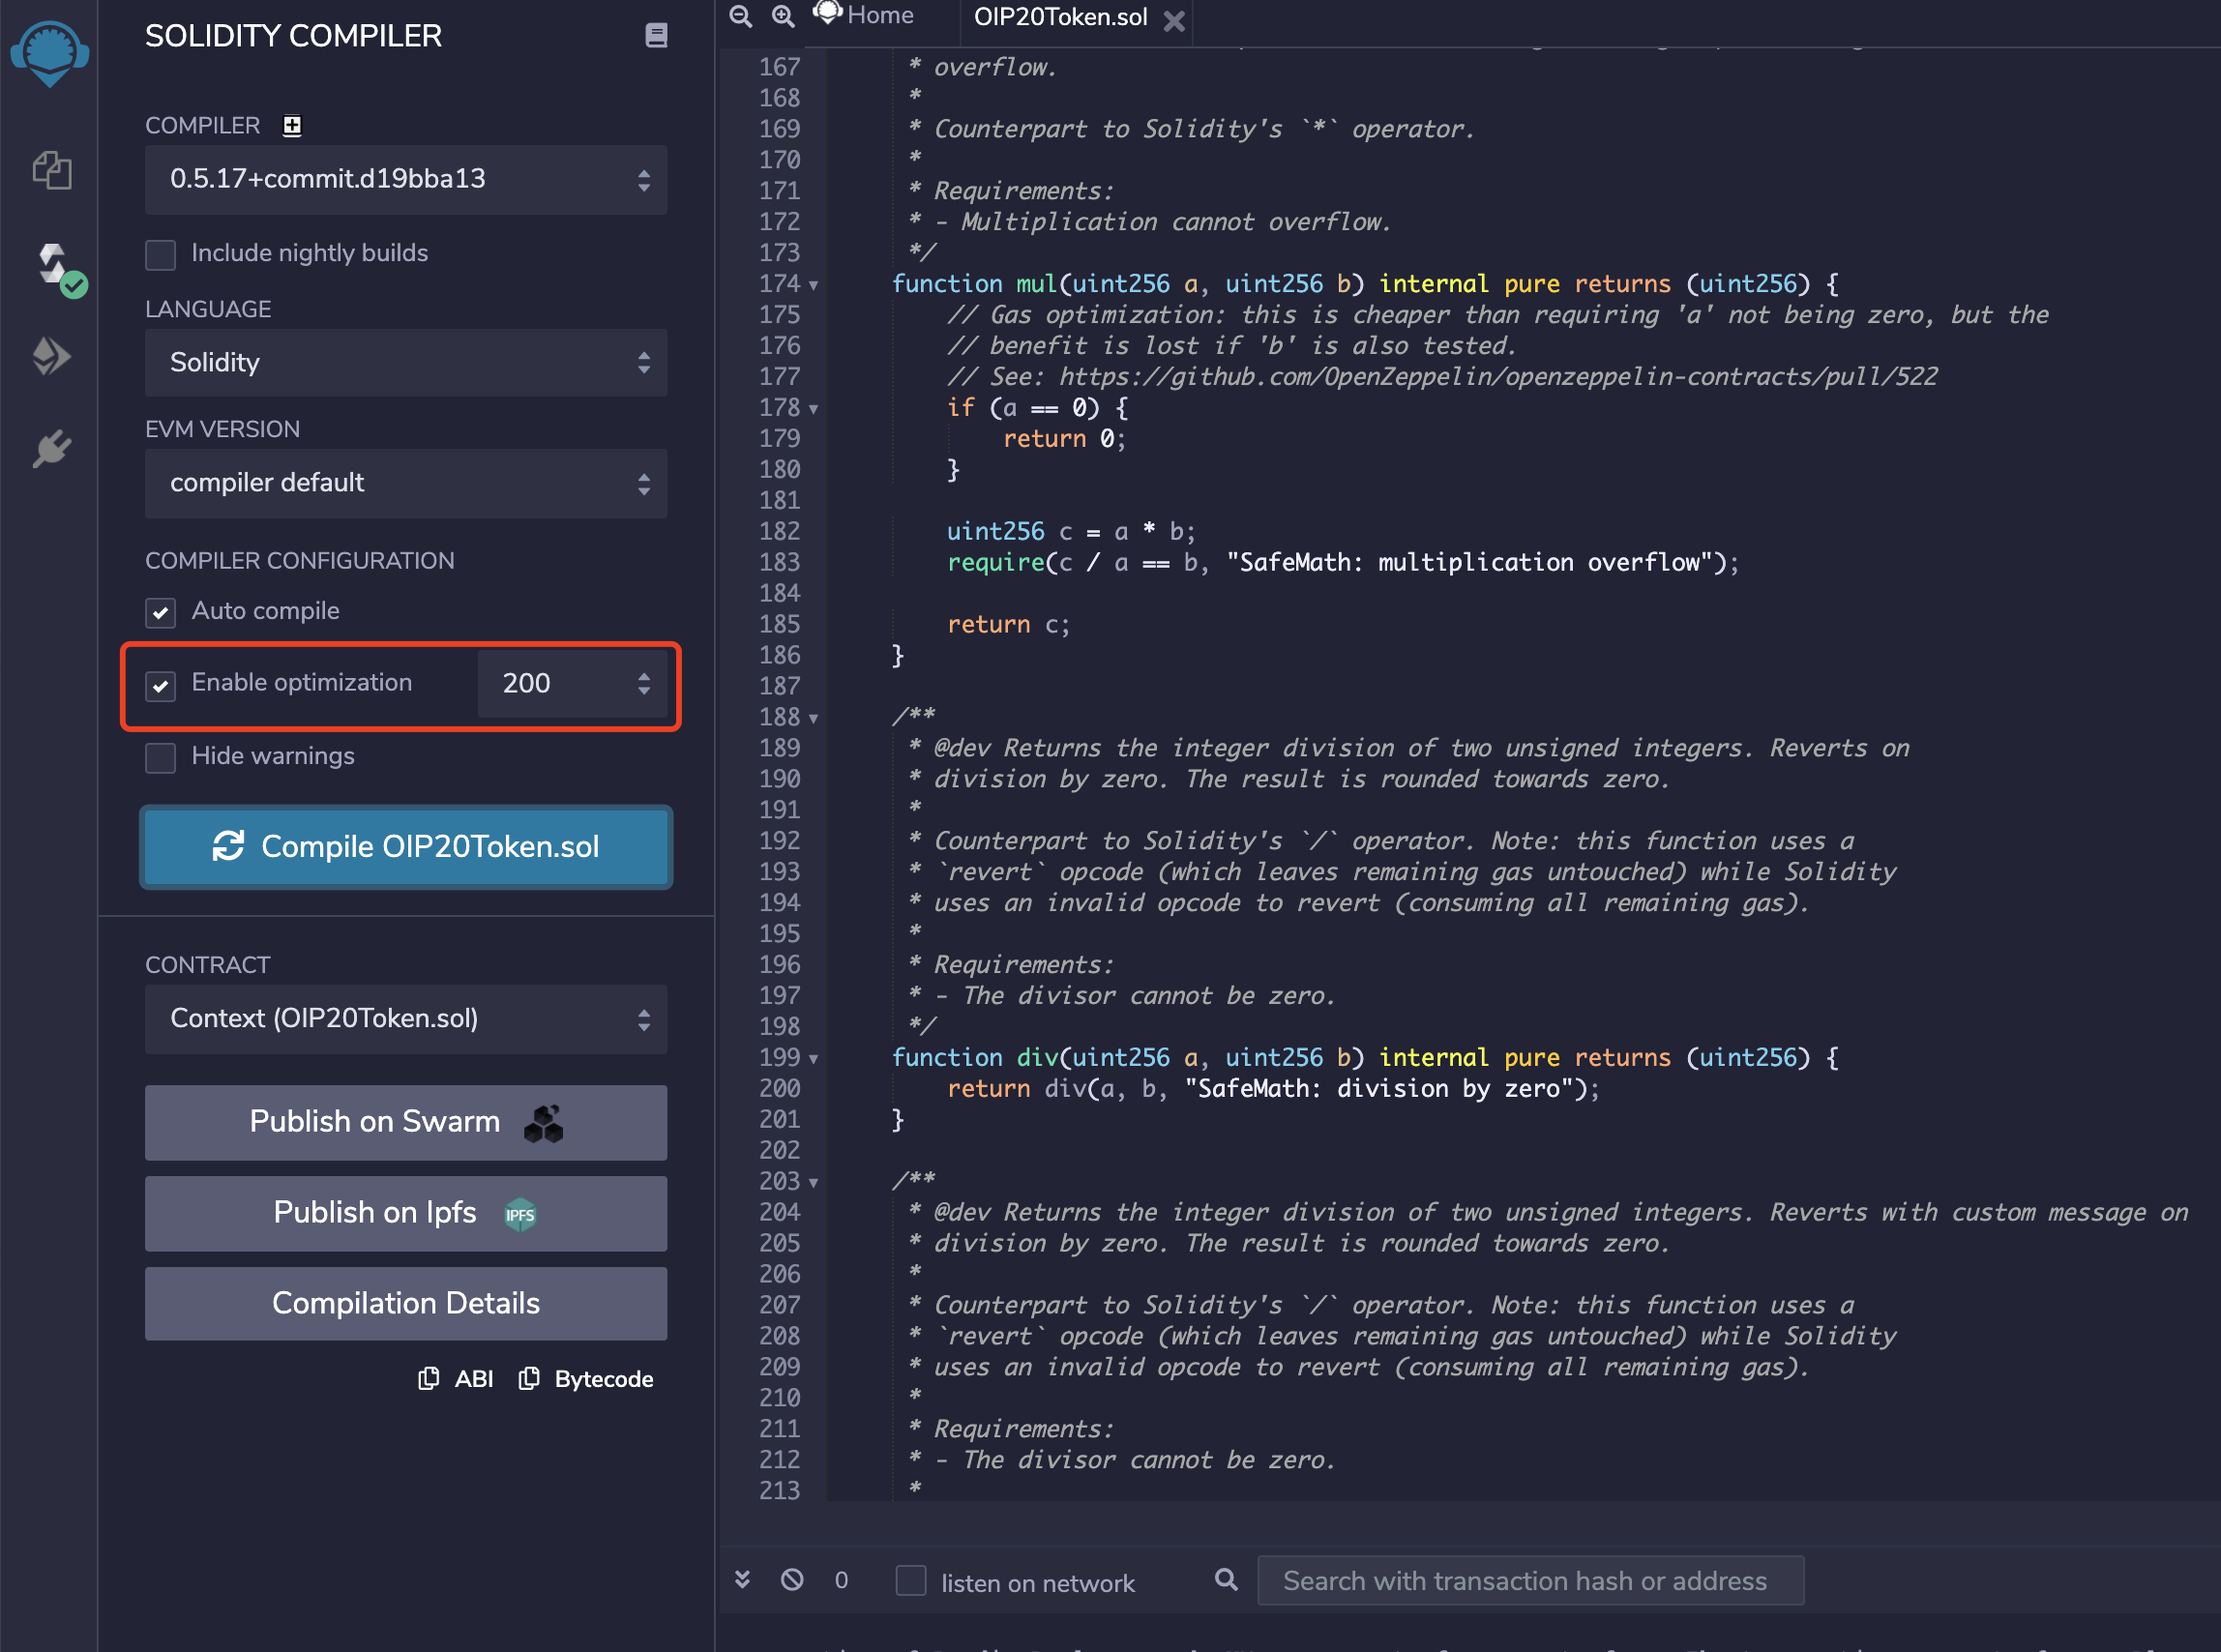 SOLIDITY COMPILER
COMPILER
0.5.17+commit.d19bba13
Include nightly builds
LANGUAGE
Solidity
EVM VERSION
compiler default
COMPILER CONFIGURATION
Auto compile
Enable optimization 200
Hide warnings
Compile OIP20Token.sol
CONTRACT
Context (OIP20Token.sol)
Publish on Swarm
Publish on Ipfs IPFS
Compilation Details
ABI Bytecode
Home OIP20Token.sol
167 * overflow.
168 *
169 * Counterpart to Solidity's `*` operator.
170 *
171 * Requirements:
172 * - Multiplication cannot overflow.
173 */
174 function mul(uint256 a, uint256 b) internal pure returns (uint256) {
175 // Gas optimization: this is cheaper than requiring 'a' not being zero, but the
176 // benefit is lost if 'b' is also tested.
177 // See: https://github.com/OpenZeppelin/openzeppelin-contracts/pull/522
178 if (a == 0) {
179 return 0;
180 }
181
182 uint256 c = a * b;
183 require(c / a == b, "SafeMath: multiplication overflow");
184
185 return c;
186 }
187
188 /**
189 * @dev Returns the integer division of two unsigned integers. Reverts on
190 * division by zero. The result is rounded towards zero.
191 *
192 * Counterpart to Solidity's `/` operator. Note: this function uses a
193 * `revert` opcode (which leaves remaining gas untouched) while Solidity
194 * uses an invalid opcode to revert (consuming all remaining gas).
195 *
196 * Requirements:
197 * - The divisor cannot be zero.
198 */
199 function div(uint256 a, uint256 b) internal pure returns (uint256) {
200 return div(a, b, "SafeMath: division by zero");
201 }
202
203 /**
204 * @dev Returns the integer division of two unsigned integers. Reverts with custom message on
205 * division by zero. The result is rounded towards zero.
206 *
207 * Counterpart to Solidity's `/` operator. Note: this function uses a
208 * `revert` opcode (which leaves remaining gas untouched) while Solidity
209 * uses an invalid opcode to revert (consuming all remaining gas).
210 *
211 * Requirements:
212 * - The divisor cannot be zero.
213 *
0 listen on network Search with transaction hash or address